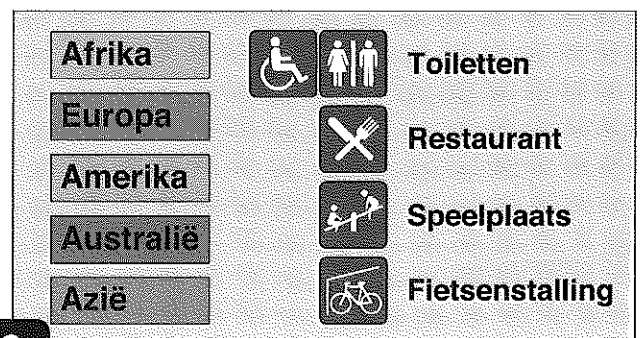 Afrika
Europa
Amerika
Australië
Azië
Toiletten
Restaurant
Speelplaats
Fietsenstalling